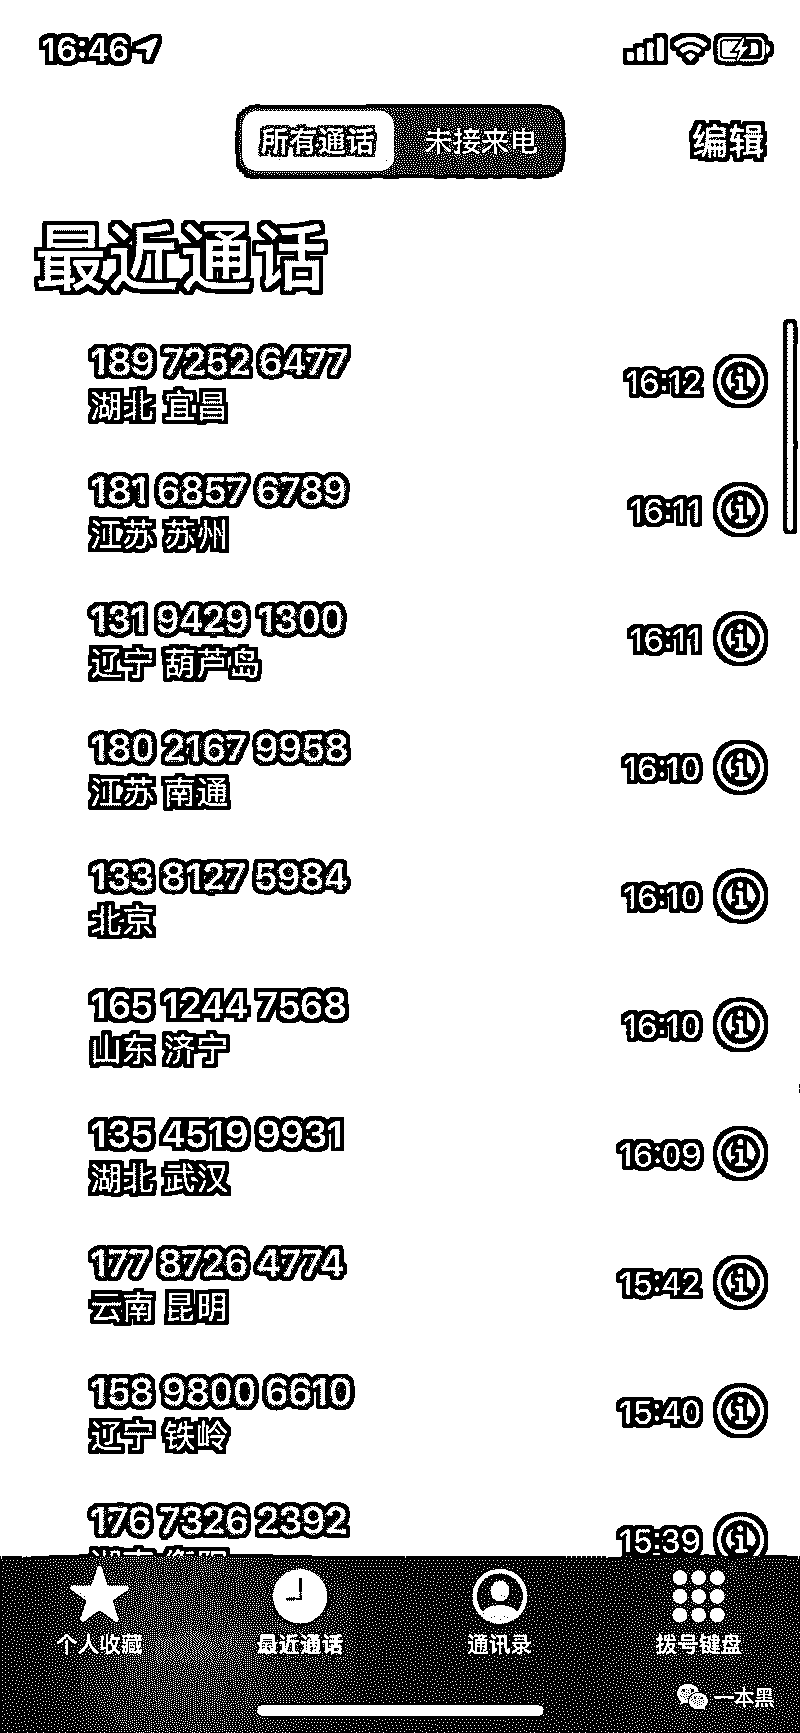 16:46
所有通话 未接来电 编辑
最近通话
189 7252 6477
湖北 宜昌
16:12
181 6857 6789
江苏 苏州
16:11
131 9429 1300
辽宁 葫芦岛
16:11
180 2167 9958
江苏 南通
16:10
133 8127 5984
北京
16:10
165 1244 7568
山东 济宁
16:10
135 4519 9931
湖北 武汉
16:09
177 8726 4774
云南 昆明
15:42
158 9800 6610
辽宁 铁岭
15:40
176 7326 2392
15:39
个人收藏 最近通话 通讯录 拨号键盘
一本黑